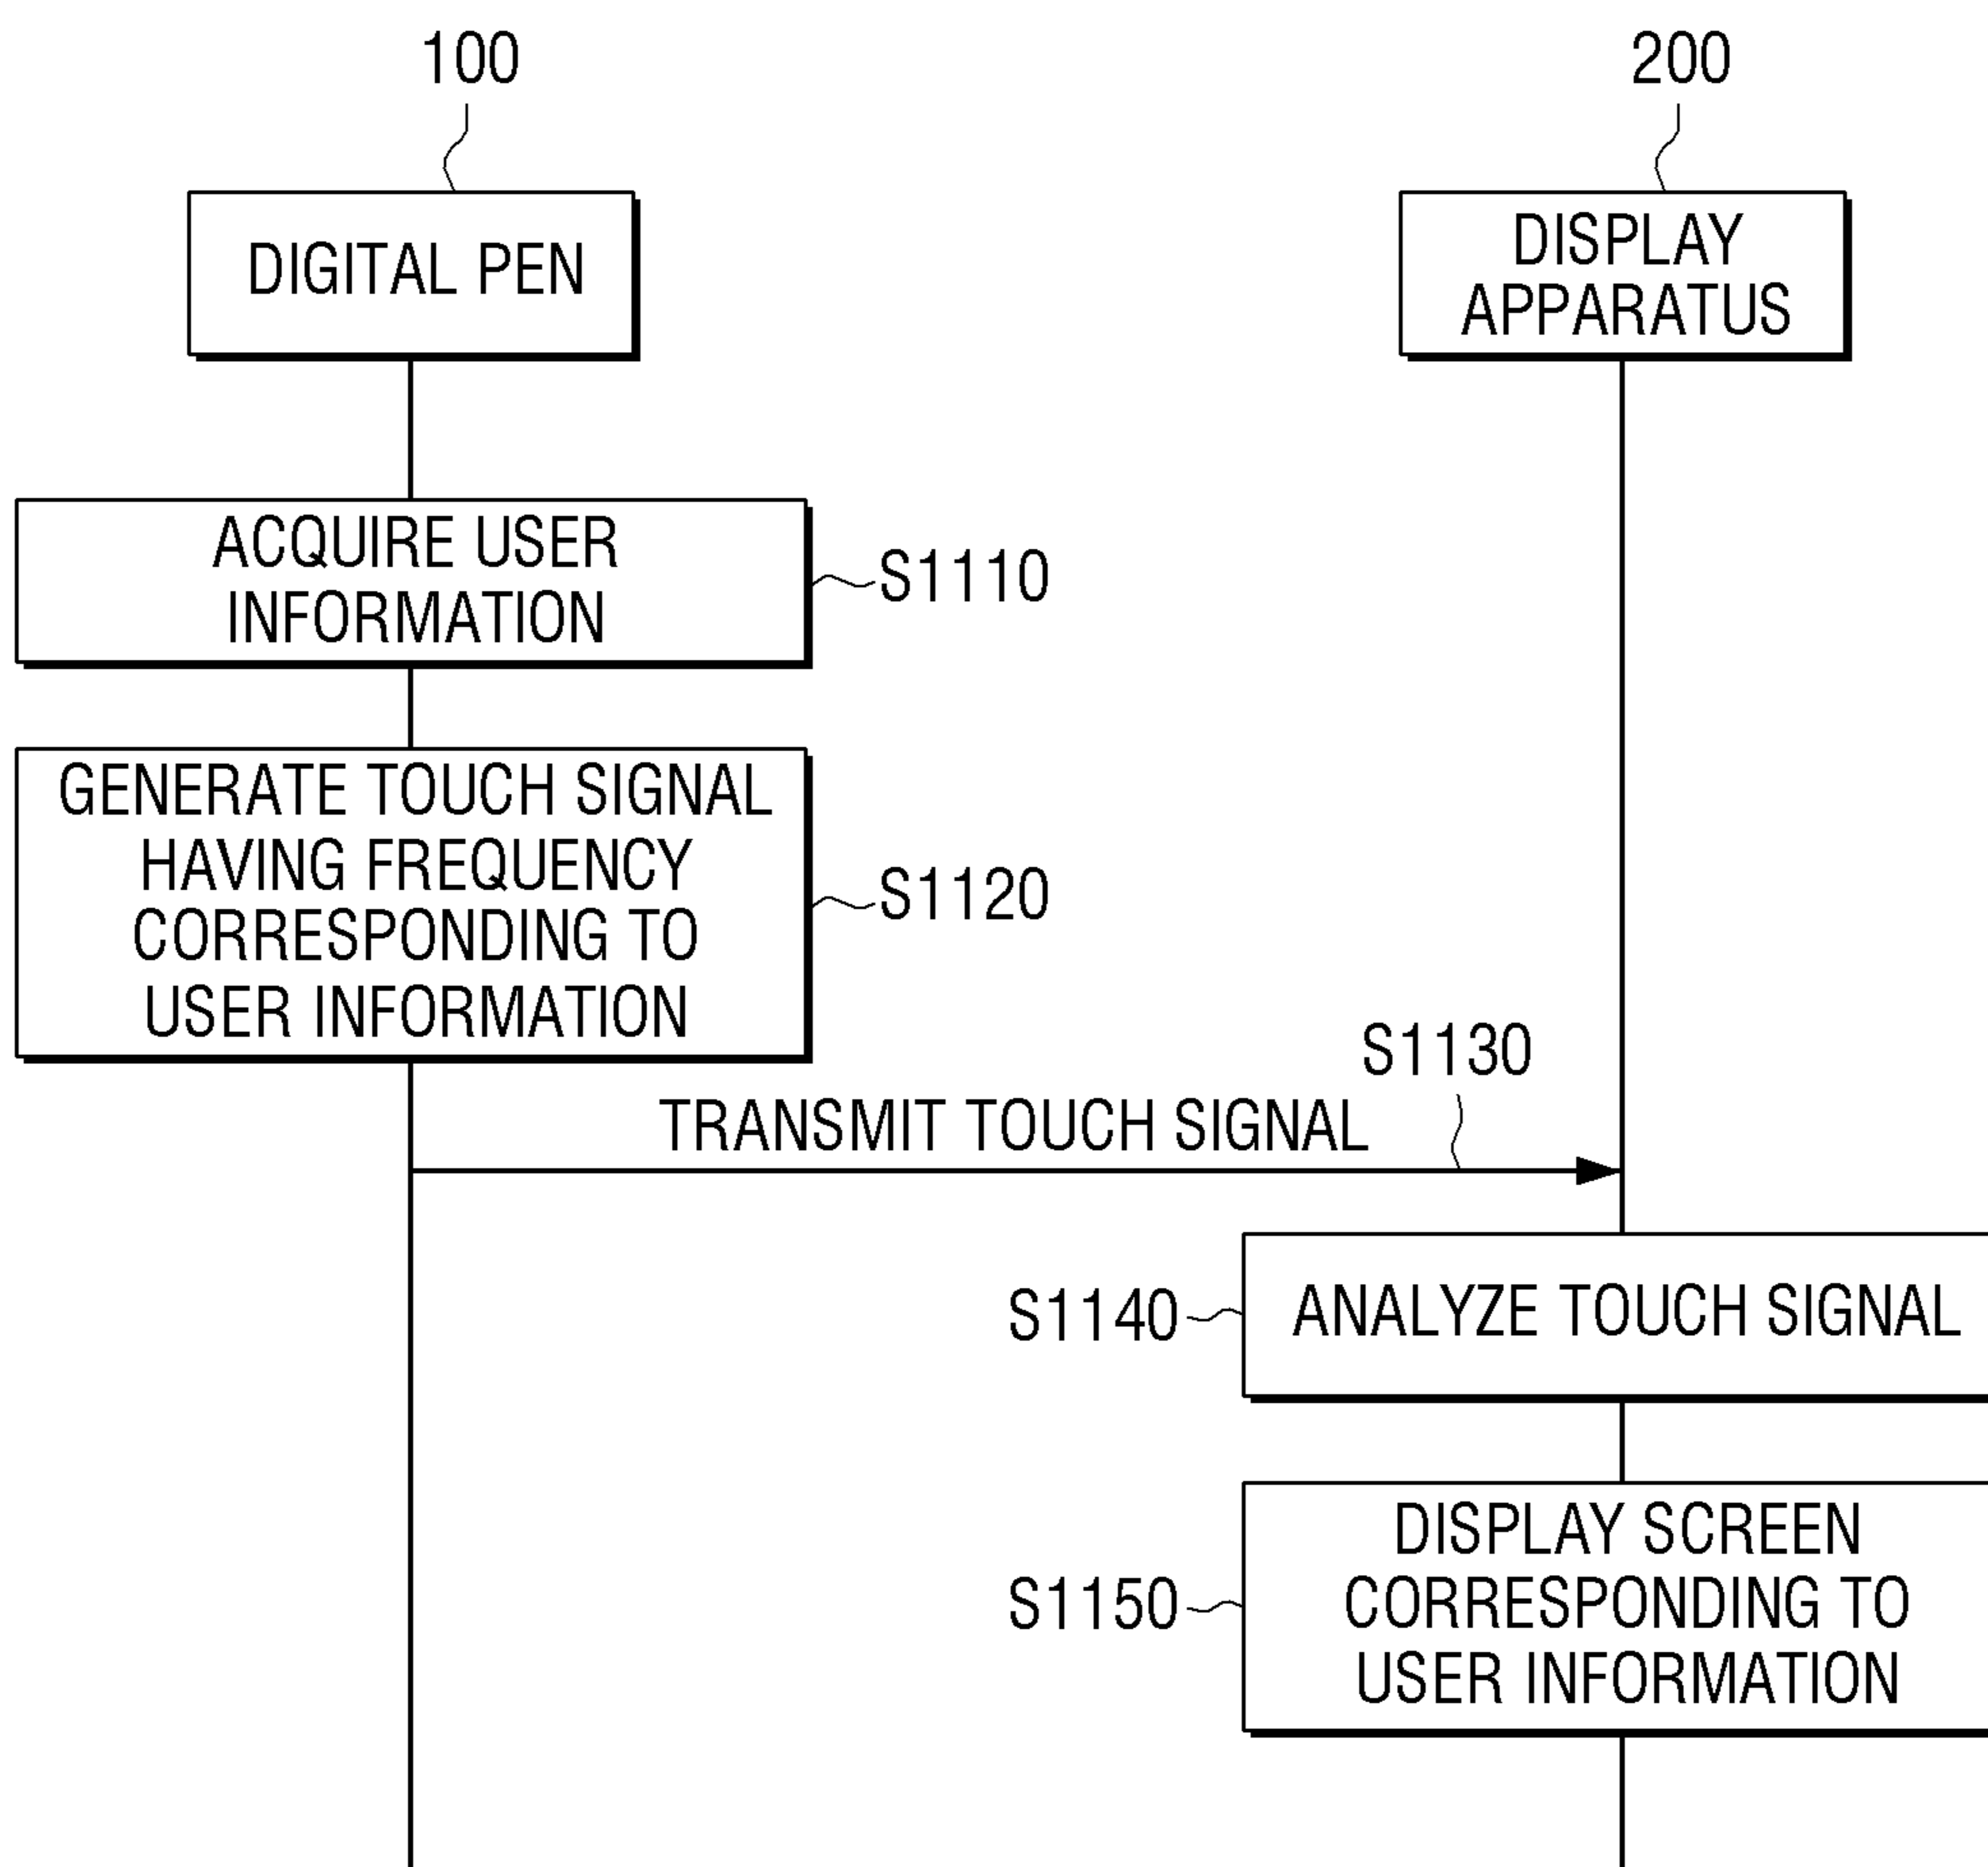 100
200
DIGITAL PEN
DISPLAY
APPARATUS
ACQUIRE USER
INFORMATION
S1110
GENERATE TOUCH SIGNAL
HAVING FREQUENCY
CORRESPONDING TO
USER INFORMATION
S1120
S1130
TRANSMIT TOUCH SIGNAL
S1140
ANALYZE TOUCH SIGNAL
S1150
DISPLAY SCREEN
CORRESPONDING TO
USER INFORMATION